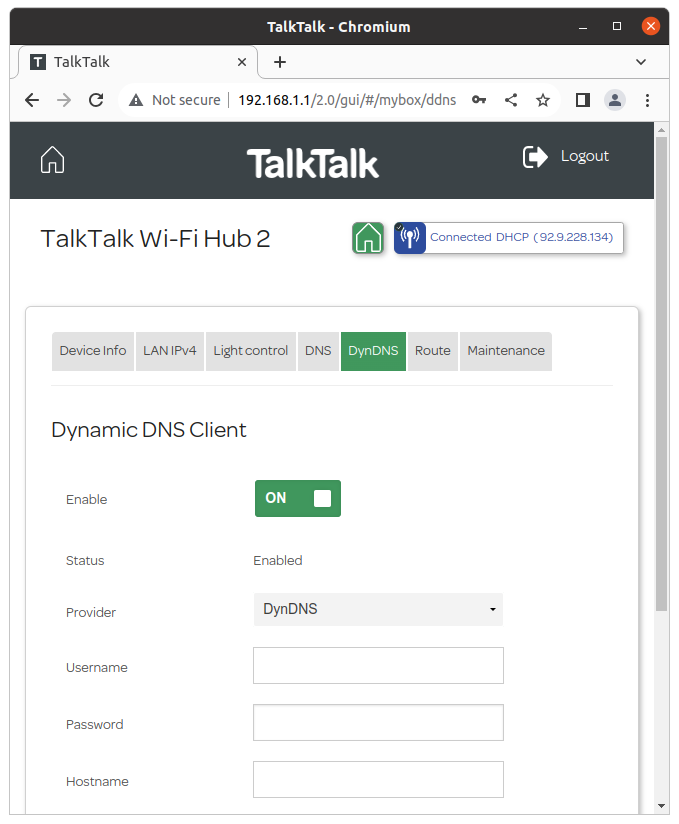 TalkTalk - Chromium
T TalkTalk
Not secure 192.168.1.1/2.0/gui/#/mybox/ddns
TalkTalk
Logout
TalkTalk Wi-Fi Hub 2
Connected DHCP (92.9.228.134)
Device Info LAN IPv4 Light control DNS DynDNS Route Maintenance
Dynamic DNS Client
Enable ON
Status Enabled
Provider DynDNS
Username
Password
Hostname